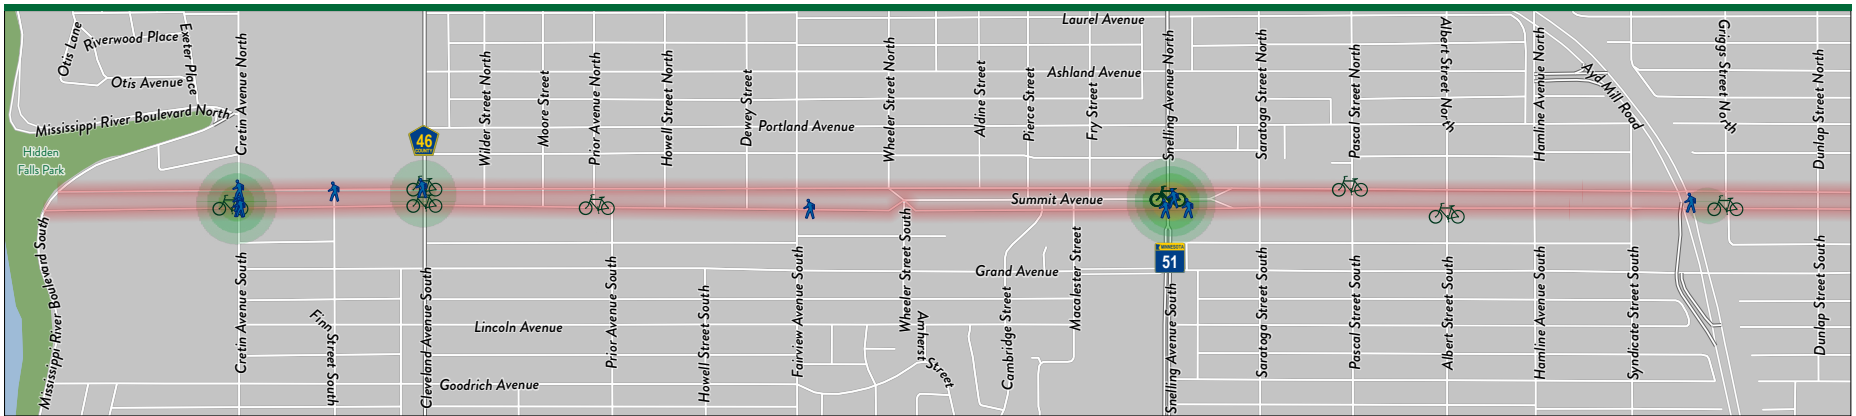 Laurel Avenue
Otis Lane
Riverwood Place
Exeter Place
Otis Avenue
Cretin Avenue North
Mississippi River Boulevard North
Hidden
Falls Park
46
COUNTY
Wilder Street North
Moore Street
Prior Avenue North
Howell Street North
Dewey Street
Portland Avenue
Wheeler Street North
Aldine Street
Pierce Street
Ashland Avenue
Fry Street
Snelling Avenue North
Saratoga Street North
Pascal Street North
Albert Street North
Hamline Avenue North
Ayd Mill Road
Griggs Street North
Dunlap Street North
Summit Avenue
Mississippi River Boulevard South
Cretin Avenue South
Finn Street South
Cleveland Avenue South
Lincoln Avenue
Goodrich Avenue
Prior Avenue South
Howell Street South
Fairview Avenue South
Wheeler Street South
Amherst Street
Grand Avenue
Cambridge Street
Macalester Street
MINNESOTA
51
Snelling Avenue South
Saratoga Street South
Pascal Street South
Albert Street South
Hamline Avenue South
Syndicate Street South
Dunlap Street South